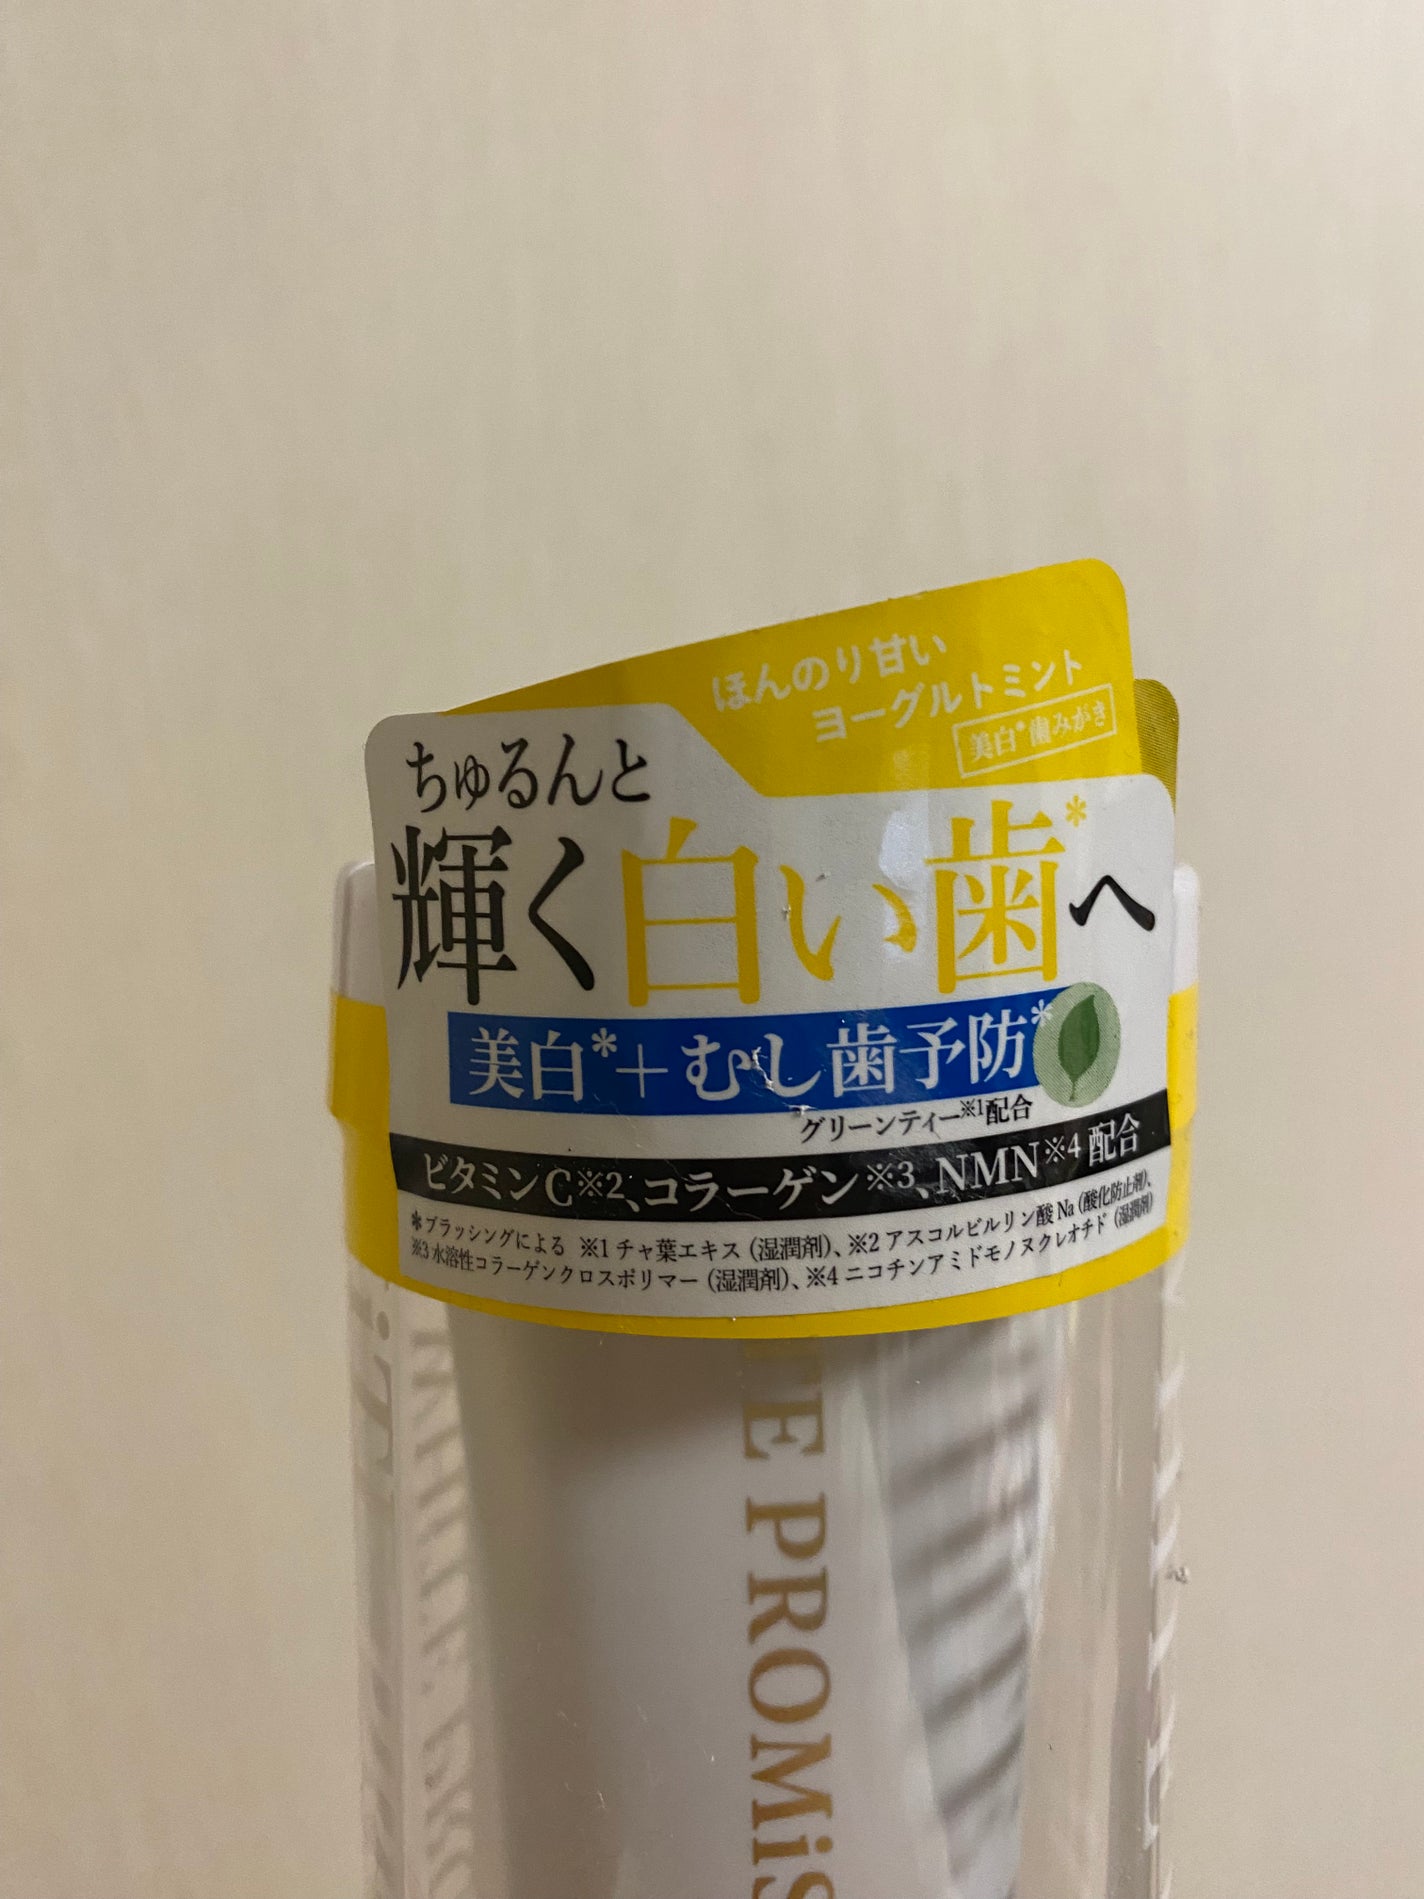 ほんのり甘い
ヨーグルトミント
美白*歯みがき
ちゅるんと
輝く白い歯*へ
美白*+むし歯予防*
グリーンティー※1配合
ビタミンC※2、コラーゲン※3、NMN※4配合
*ブラッシングによる ※1 チャ葉エキス（湿潤剤）、※2 アスコルビルリン酸Na（酸化防止剤）、
※3 水溶性コラーゲンクロスポリマー（湿潤剤）、※4 ニコチンアミドモノヌクレオチド（湿潤剤）
TE PROMiS